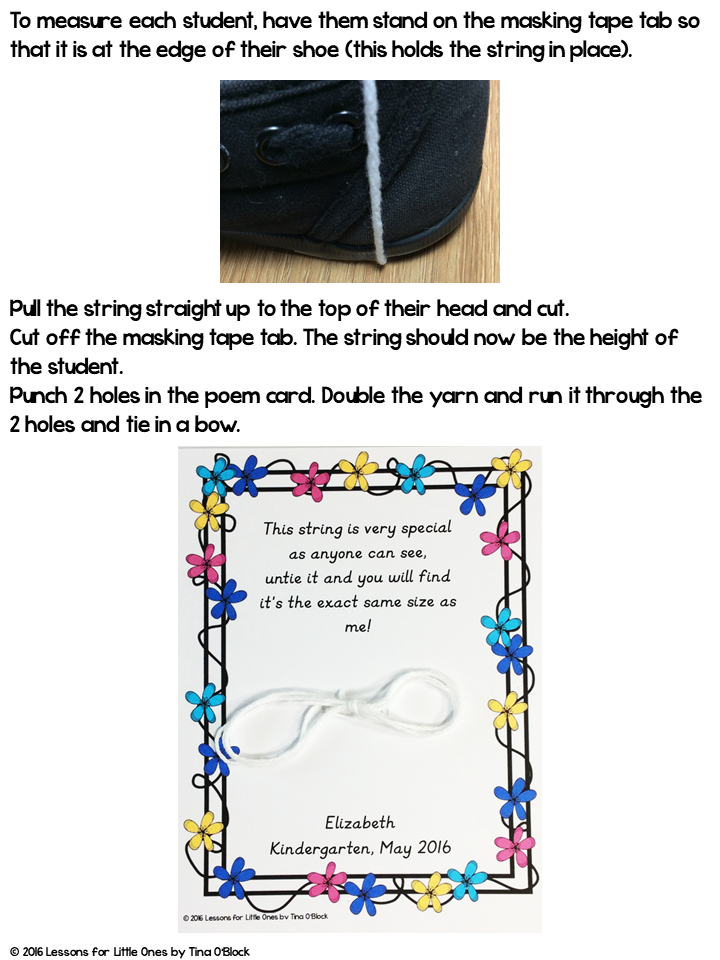 To measure each student, have them stand on the masking tape tab so
that it is at the edge of their shoe (this holds the string in place).
Pull the string straight up to the top of their head and cut.
Cut off the masking tape tab. The string should now be the height of
the student.
Punch 2 holes in the poem card. Double the yarn and run it through the
2 holes and tie in a bow.
This string is very special
as anyone can see,
untie it and you will find
it's the exact same size as
me!
Elizabeth
Kindergarten, May 2016
© 2016 Lessons for Little Ones by Tina O'Block
© 2016 Lessons for Little Ones by Tina O'Block